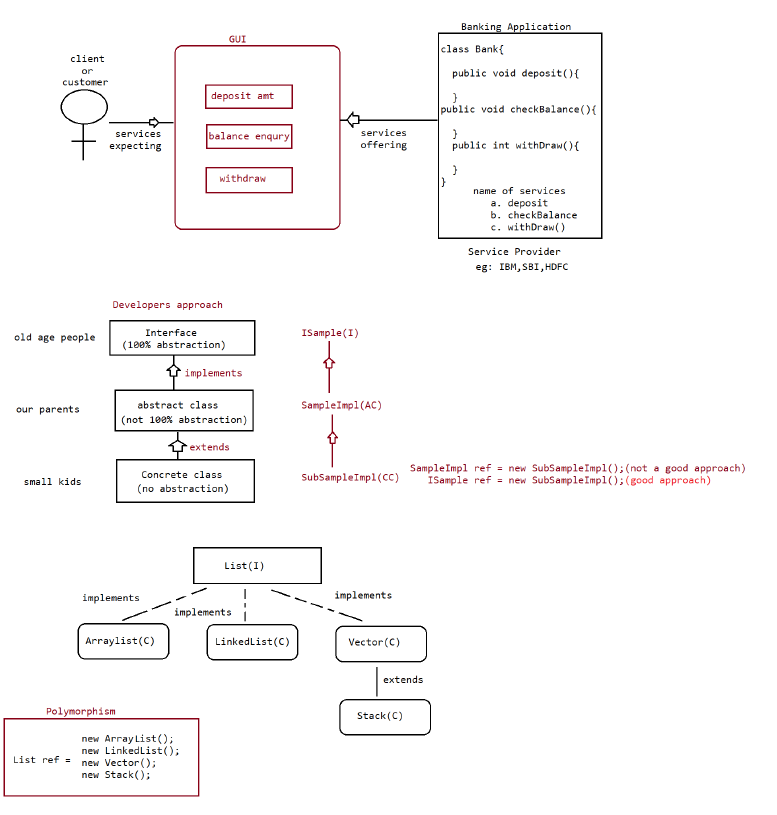 GUI
client
or
customer
services
expecting
deposit amt
balance enqury
withdraw
services
offering
Banking Application
class Bank{
public void deposit(){
}
public void checkBalance(){
}
public int withDraw(){
}
}
name of services
a. deposit
b. checkBalance
c. withDraw()
Service Provider
eg: IBM,SBI,HDFC
Developers approach
old age people
Interface
(100% abstraction)
implements
our parents
abstract class
(not 100% abstraction)
extends
small kids
Concrete class
(no abstraction)
ISample(I)
SampleImpl(AC)
SubSampleImpl(CC)
SampleImpl ref = new SubSampleImpl();(not a good approach)
ISample ref = new SubSampleImpl();(good approach)
List(I)
implements
implements
implements
Arraylist(C)
LinkedList(C)
Vector(C)
extends
Stack(C)
Polymorphism
List ref =
new ArrayList();
new LinkedList();
new Vector();
new Stack();